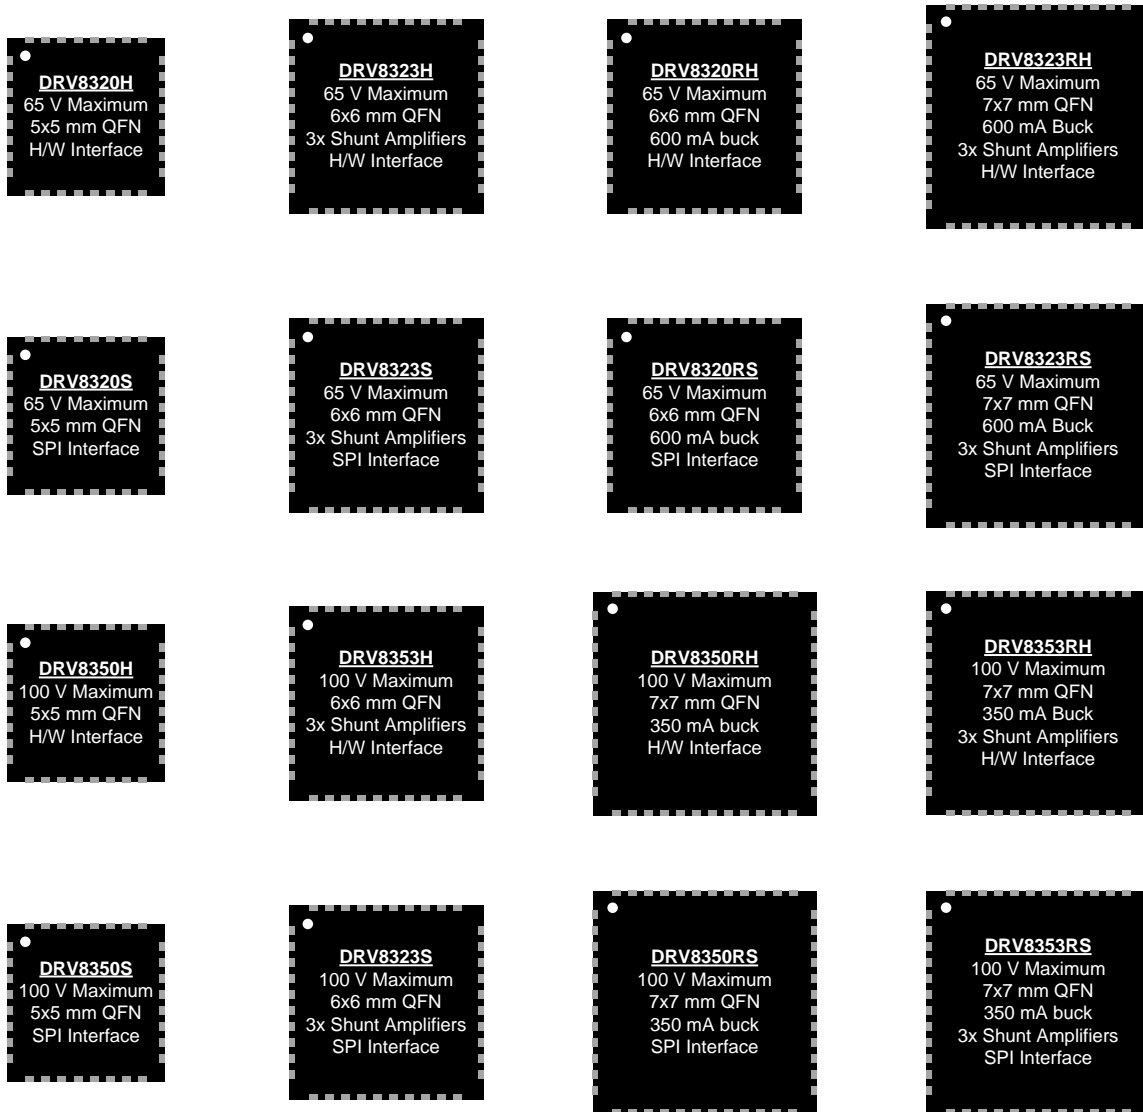 DRV8320H
65 V Maximum
5x5 mm QFN
H/W Interface
DRV8323H
65 V Maximum
6x6 mm QFN
3x Shunt Amplifiers
H/W Interface
DRV8320RH
65 V Maximum
6x6 mm QFN
600 mA buck
H/W Interface
DRV8323RH
65 V Maximum
7x7 mm QFN
600 mA Buck
3x Shunt Amplifiers
H/W Interface
DRV8320S
65 V Maximum
5x5 mm QFN
SPI Interface
DRV8323S
65 V Maximum
6x6 mm QFN
3x Shunt Amplifiers
SPI Interface
DRV8320RS
65 V Maximum
6x6 mm QFN
600 mA buck
SPI Interface
DRV8323RS
65 V Maximum
7x7 mm QFN
600 mA Buck
3x Shunt Amplifiers
SPI Interface
DRV8350H
100 V Maximum
5x5 mm QFN
H/W Interface
DRV8353H
100 V Maximum
6x6 mm QFN
3x Shunt Amplifiers
H/W Interface
DRV8350RH
100 V Maximum
7x7 mm QFN
350 mA buck
H/W Interface
DRV8353RH
100 V Maximum
7x7 mm QFN
350 mA Buck
3x Shunt Amplifiers
H/W Interface
DRV8350S
100 V Maximum
5x5 mm QFN
SPI Interface
DRV8323S
100 V Maximum
6x6 mm QFN
3x Shunt Amplifiers
SPI Interface
DRV8350RS
100 V Maximum
7x7 mm QFN
350 mA buck
SPI Interface
DRV8353RS
100 V Maximum
7x7 mm QFN
350 mA buck
3x Shunt Amplifiers
SPI Interface